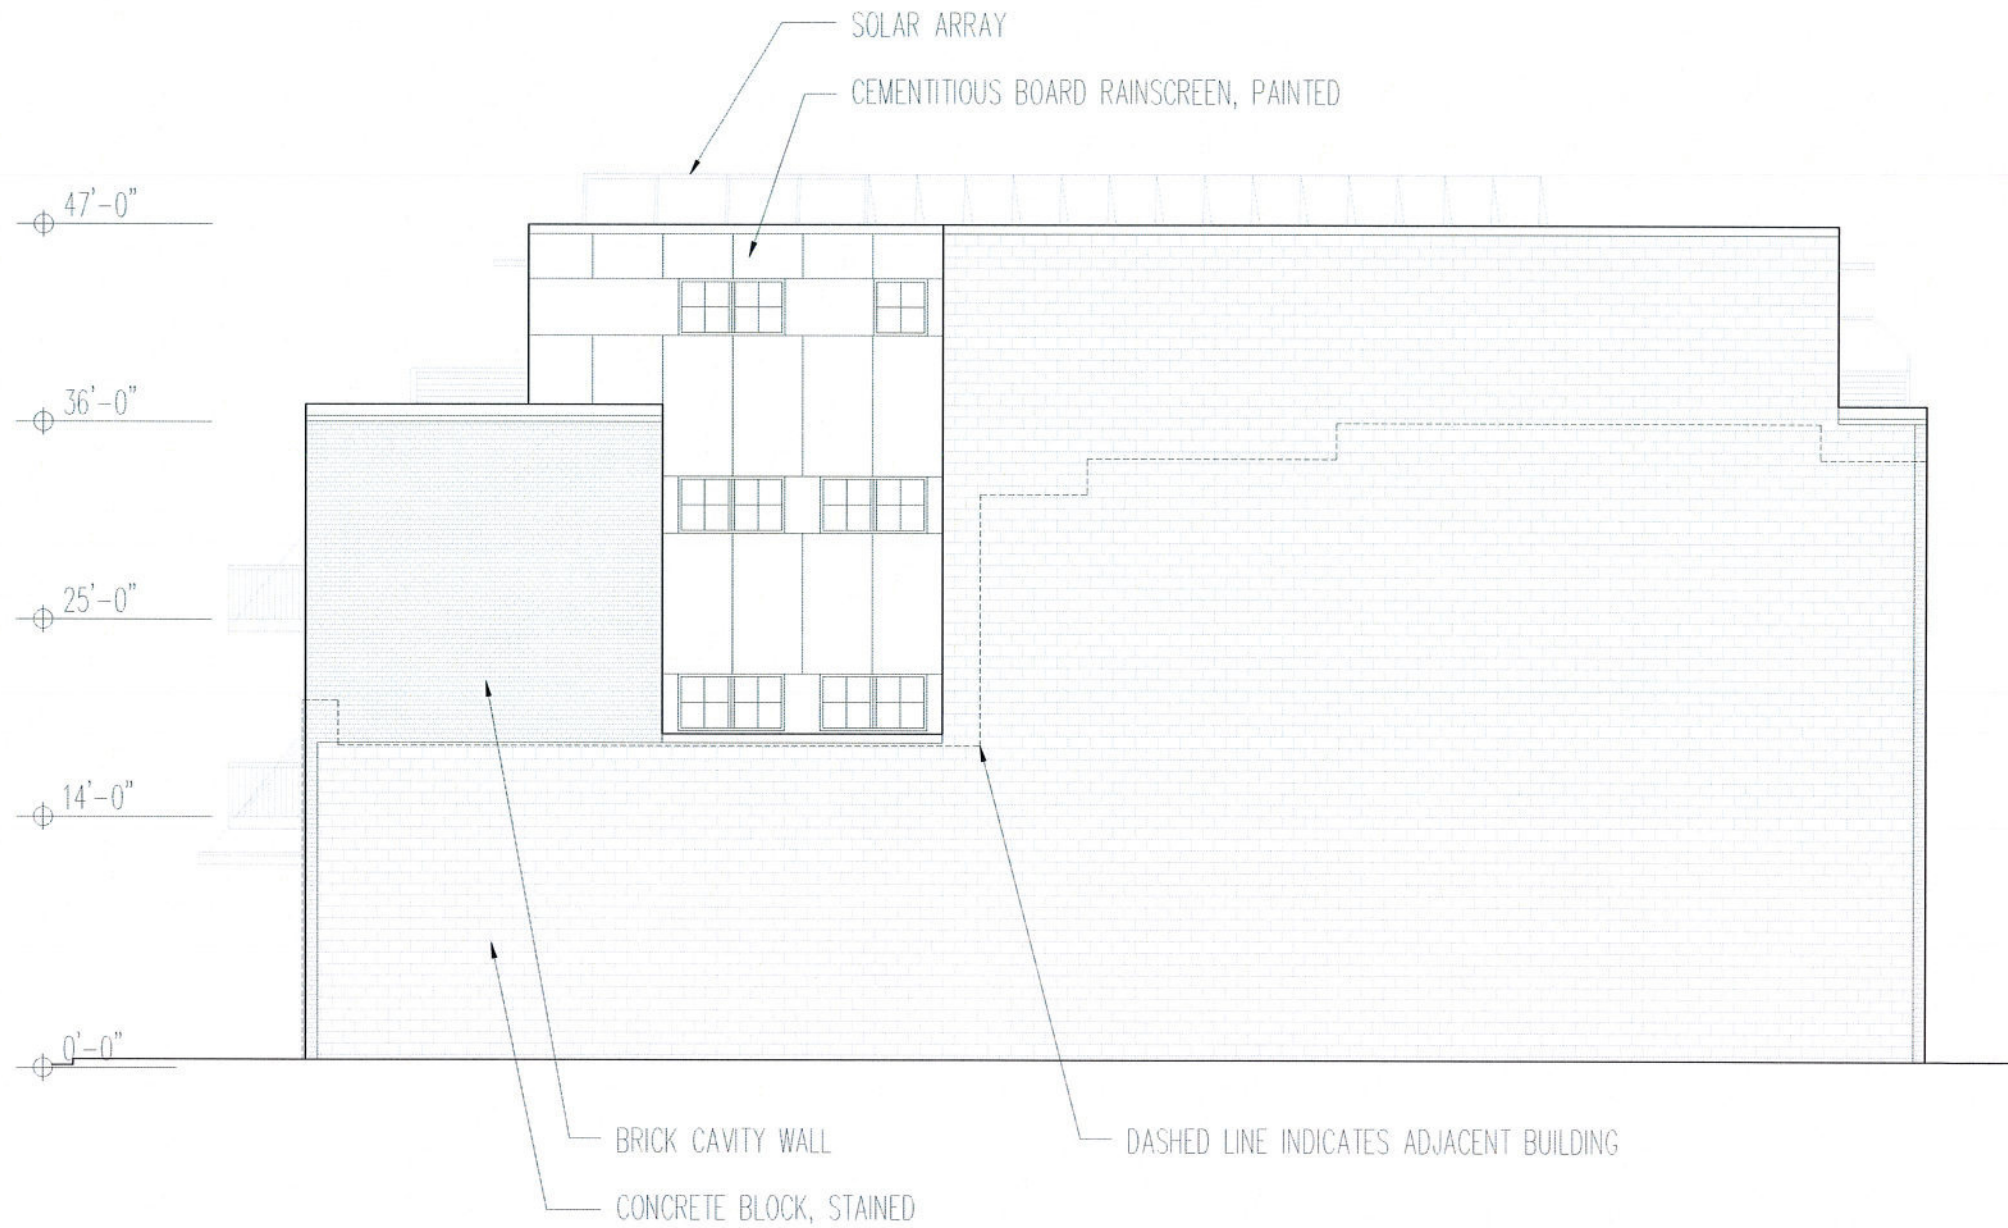 SOLAR ARRAY
CEMENTITIOUS BOARD RAINSCREEN, PAINTED
47'-0"
36'-0"
25'-0"
14'-0"
0'-0"
BRICK CAVITY WALL
DASHED LINE INDICATES ADJACENT BUILDING
CONCRETE BLOCK, STAINED